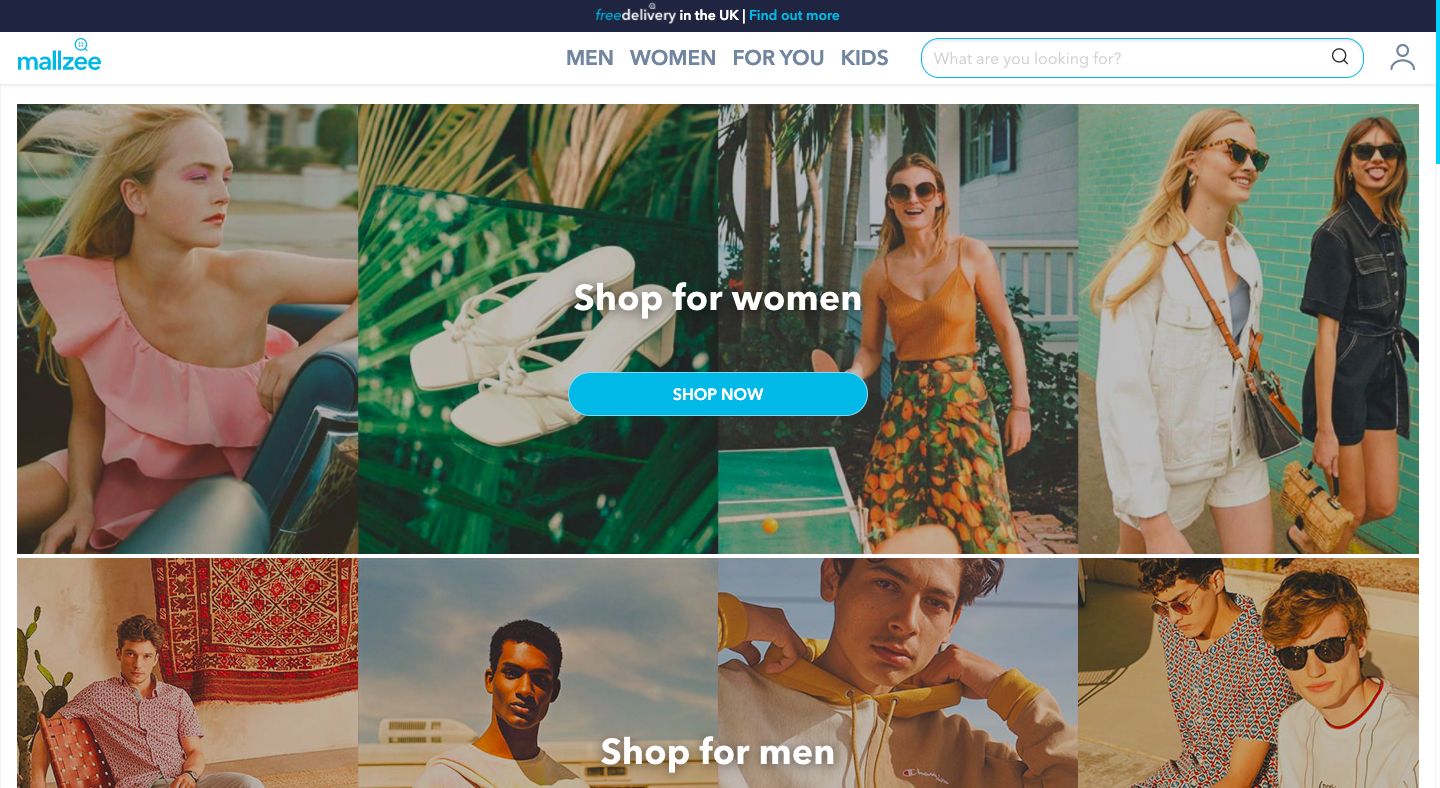 freedelivery in the UK | Find out more
mallzee
MEN WOMEN FOR YOU KIDS
What are you looking for?
Shop for women
SHOP NOW
Shop for men
Champion